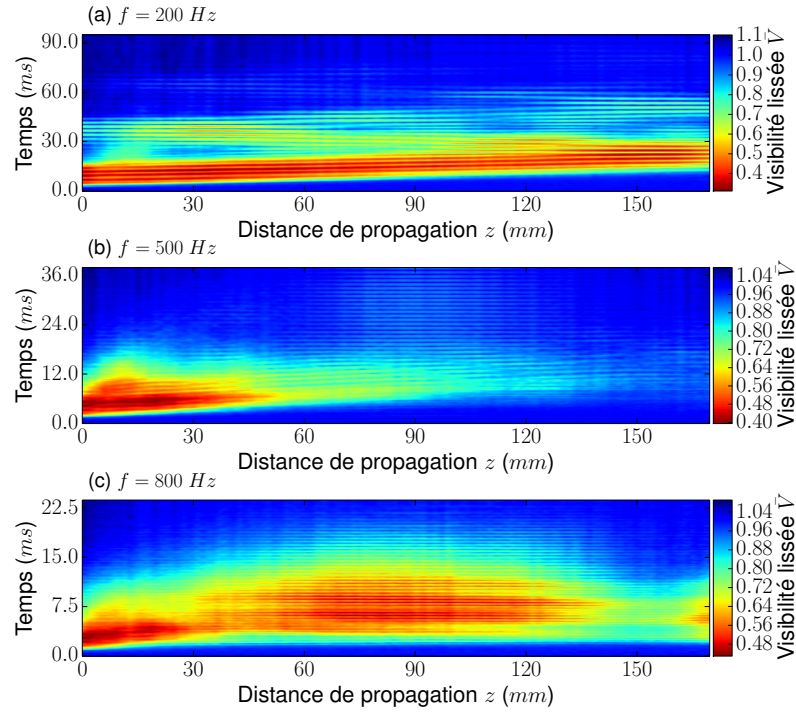 (a) f = 200 Hz
90.0
60.0
30.0
0.0
Temps (ms)
0 30 60 90 120 150
Distance de propagation z (mm)
1.1
1.0
0.9
0.8
0.7
0.6
0.5
0.4
Visibilité lissée V̄
(b) f = 500 Hz
36.0
24.0
12.0
0.0
Temps (ms)
0 30 60 90 120 150
Distance de propagation z (mm)
1.04
0.96
0.88
0.80
0.72
0.64
0.56
0.48
0.40
Visibilité lissée V̄
(c) f = 800 Hz
22.5
15.0
7.5
0.0
Temps (ms)
0 30 60 90 120 150
Distance de propagation z (mm)
1.04
0.96
0.88
0.80
0.72
0.64
0.56
0.48
Visibilité lissée V̄